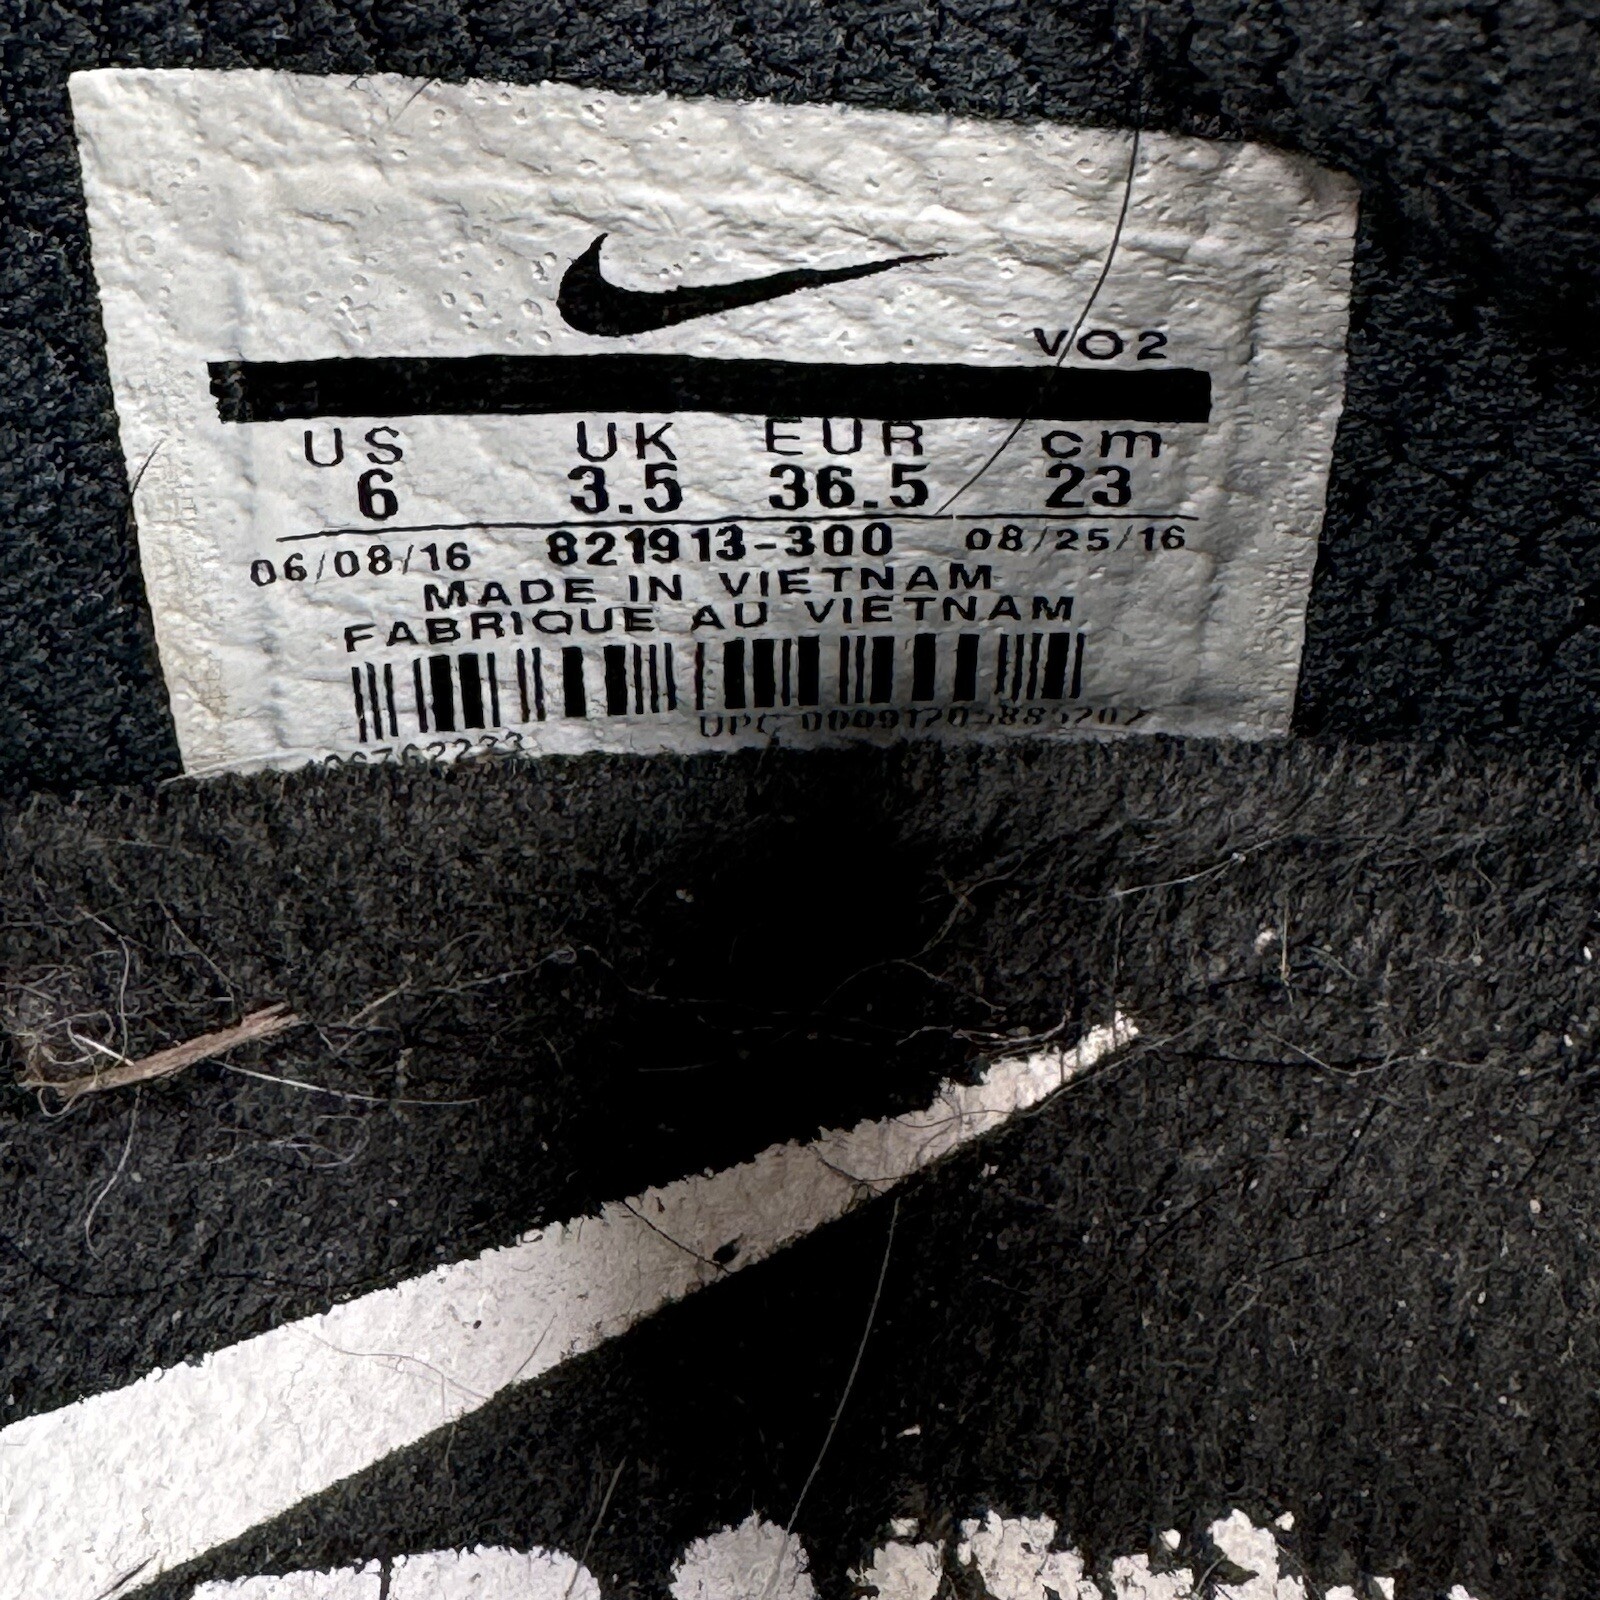 VO2
US UK EUR cm
6 3.5 36.5 23
06/08/16 821913-300 08/25/16
MADE IN VIETNAM
FABRIQUE AU VIETNAM
UPC